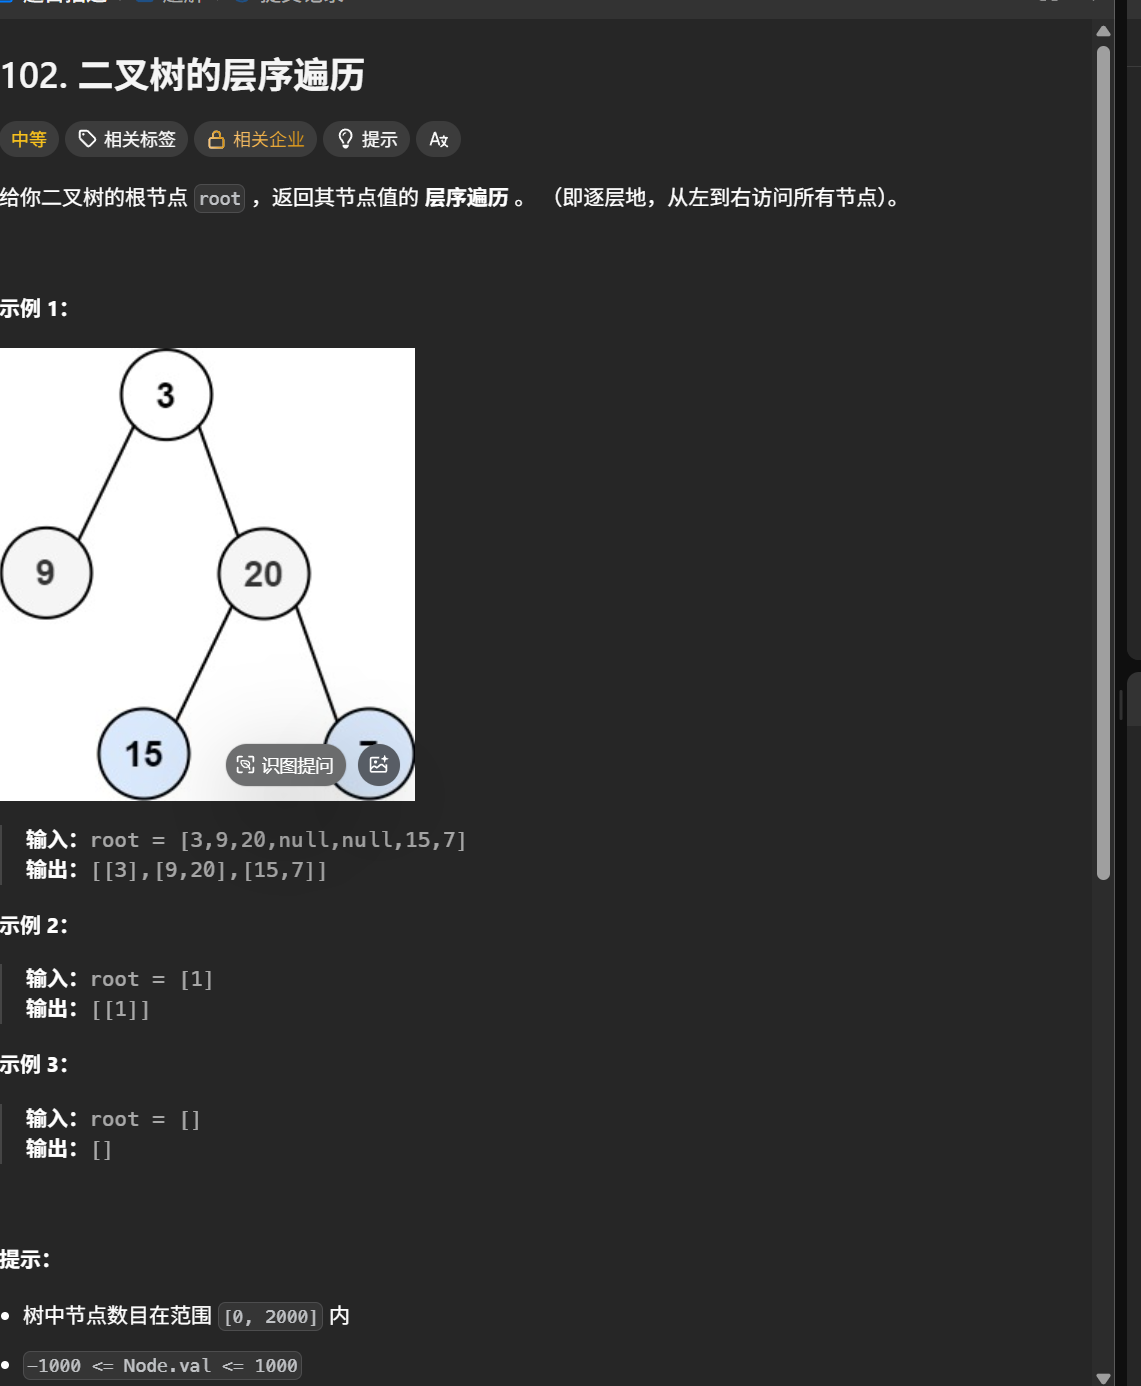 102. 二叉树的层序遍历
中等 相关标签 相关企业 提示
给你二叉树的根节点 root ，返回其节点值的 层序遍历 。 （即逐层地，从左到右访问所有节点）。
示例 1：
3
9
20
15
识图提问
输入：root = [3,9,20,null,null,15,7]
输出：[[3],[9,20],[15,7]]
示例 2：
输入：root = [1]
输出：[[1]]
示例 3：
输入：root = []
输出：[]
提示：
• 树中节点数目在范围 [0, 2000] 内
• -1000 <= Node.val <= 1000